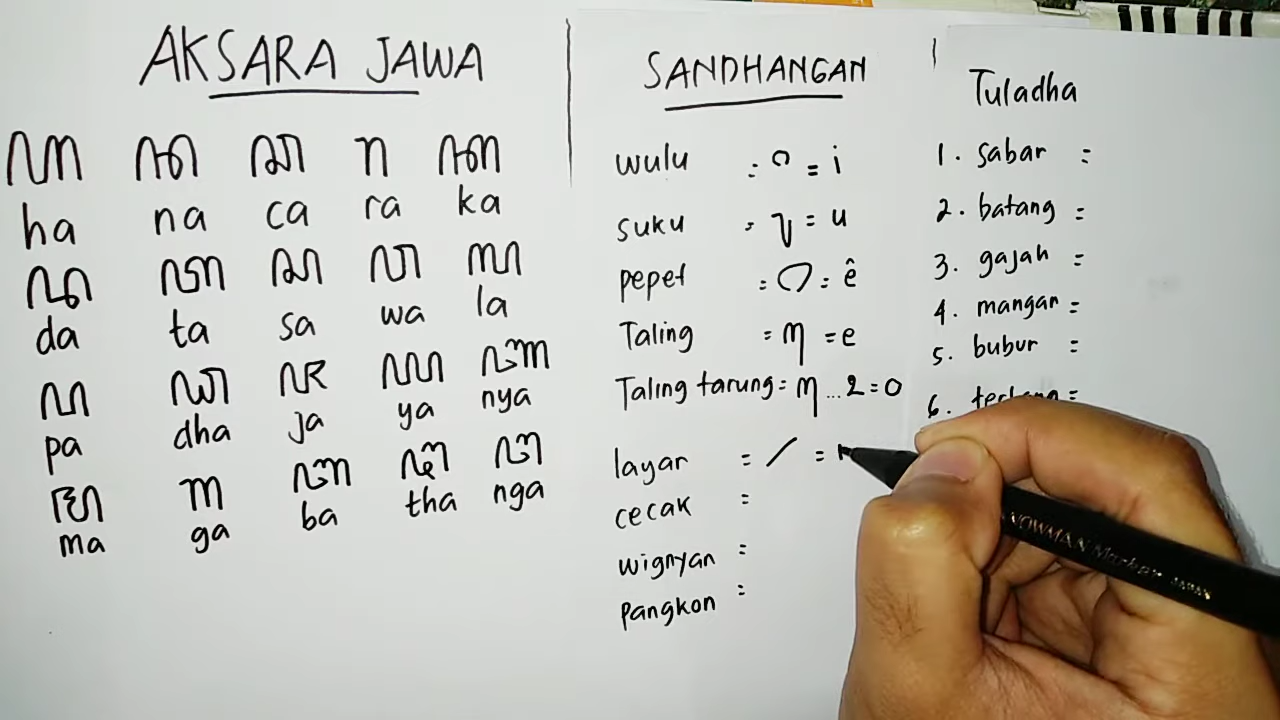 AKSARA JAWA
ꦲ ꦤ ꦕ ꦫ ꦏ
ha na ca ra ka
ꦢ ꦠ ꦱ ꦮ ꦭ
da ta sa wa la
ꦥ ꦝ ꦗ ꦪ ꦚ
pa dha ja ya nya
ꦩ ꦒ ꦧ ꦛ ꦔ
ma ga ba tha nga
SANDHANGAN
wulu = ꦶ = i
suku = ꦸ = u
pepet = ꦼ = ê
Taling = ꦺ = e
Taling tarung = ꦺ ... ꦴ = o
layar = ꦂ =
cecak =
wignyan =
pangkon =
Tuladha
1. sabar =
2. batang =
3. gajah =
4. mangan =
5. bubur =
6.